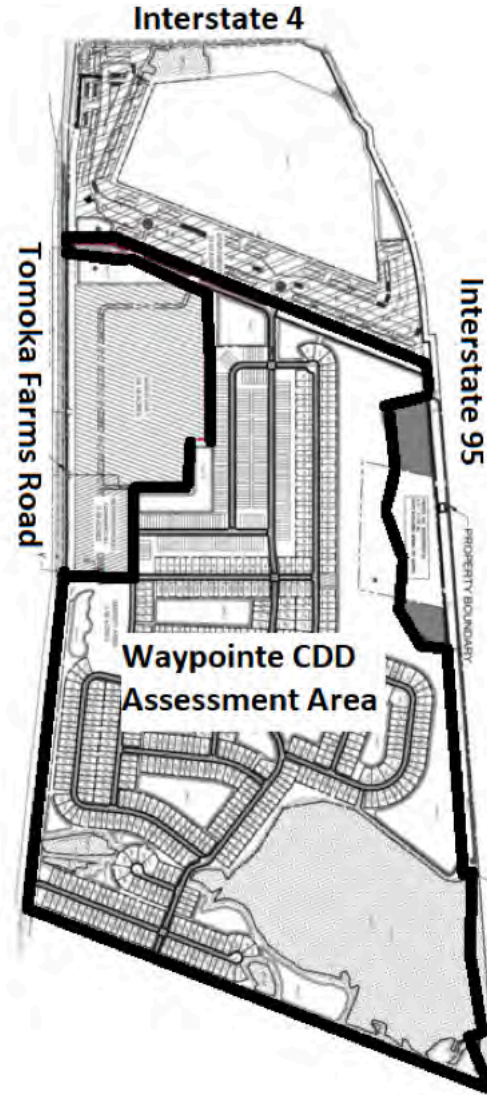 Interstate 4
Tomoka Farms Road
Interstate 95
PROPERTY BOUNDARY
Waypointe CDD
Assessment Area